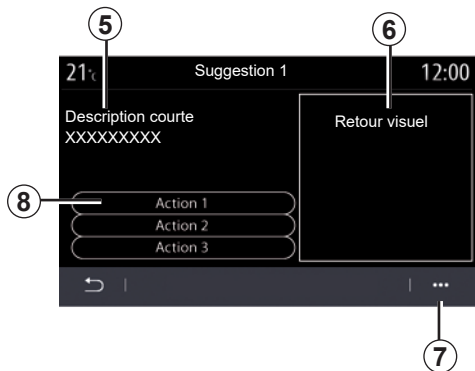 5
6
21°C Suggestion 1 12:00
Description courte
XXXXXXXXX
Retour visuel
8
Action 1
Action 2
Action 3
7